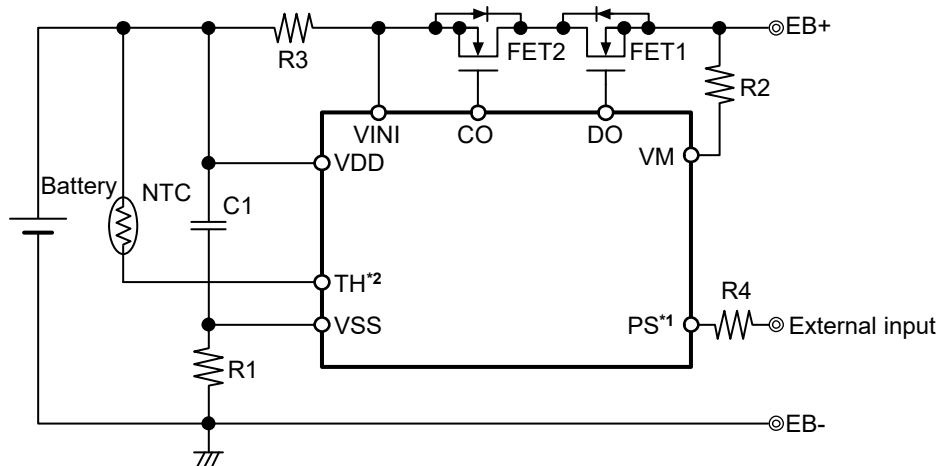 EB+
R3
FET2
FET1
R2
VINI
CO
DO
VDD
VM
Battery
NTC
C1
TH*2
R4
VSS
PS*1
External input
R1
EB-